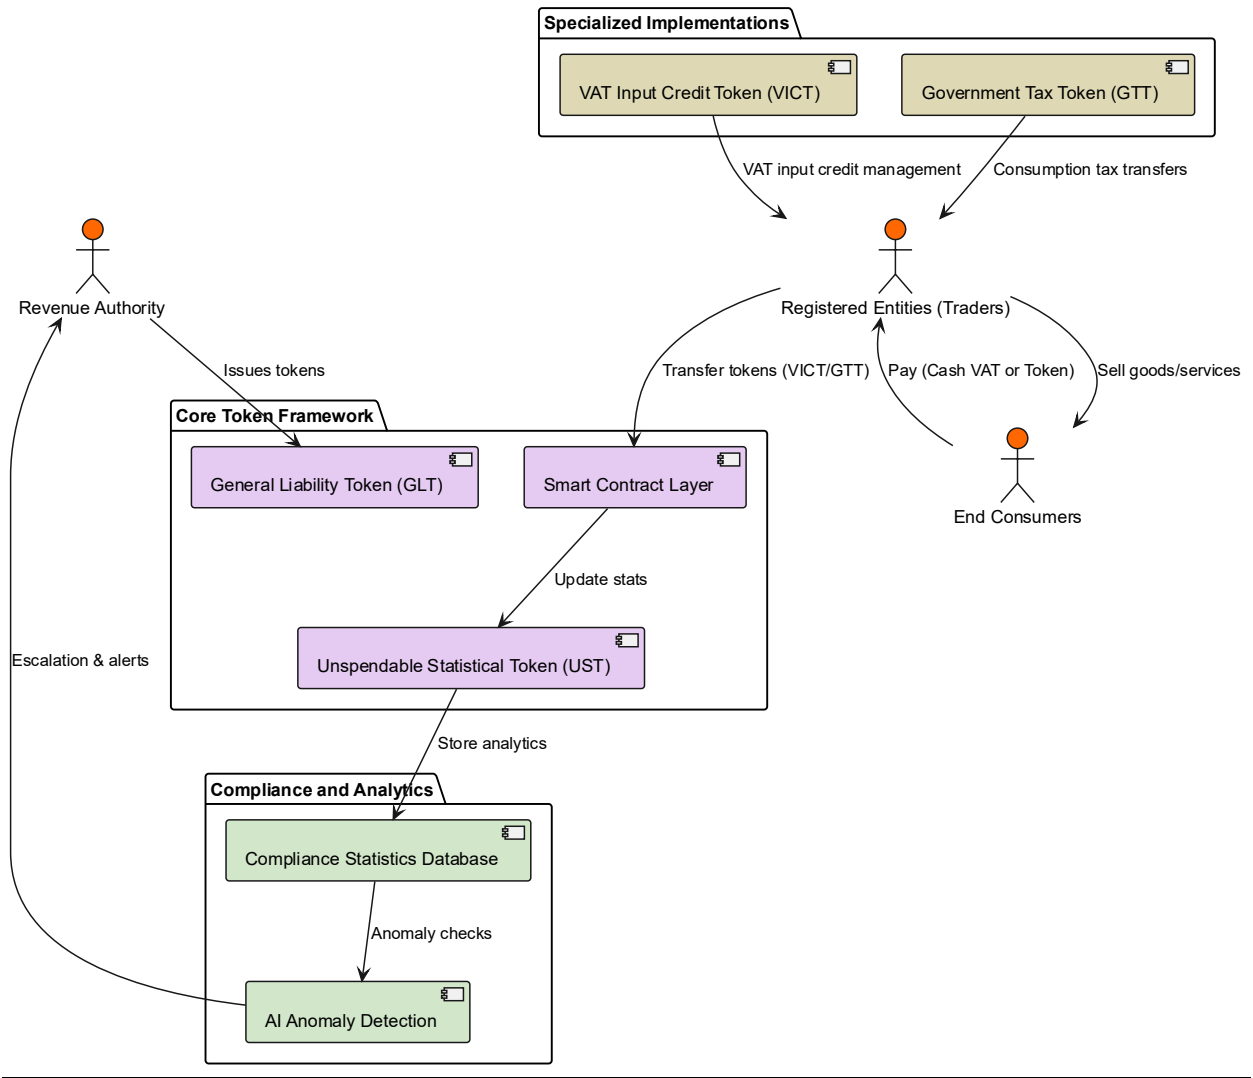 Specialized Implementations
VAT Input Credit Token (VICT)
Government Tax Token (GTT)
VAT input credit management
Consumption tax transfers
Revenue Authority
Registered Entities (Traders)
Issues tokens
Transfer tokens (VICT/GTT)
Pay (Cash VAT or Token)
Sell goods/services
Core Token Framework
General Liability Token (GLT)
Smart Contract Layer
End Consumers
Update stats
Unspendable Statistical Token (UST)
Escalation & alerts
Store analytics
Compliance and Analytics
Compliance Statistics Database
Anomaly checks
AI Anomaly Detection